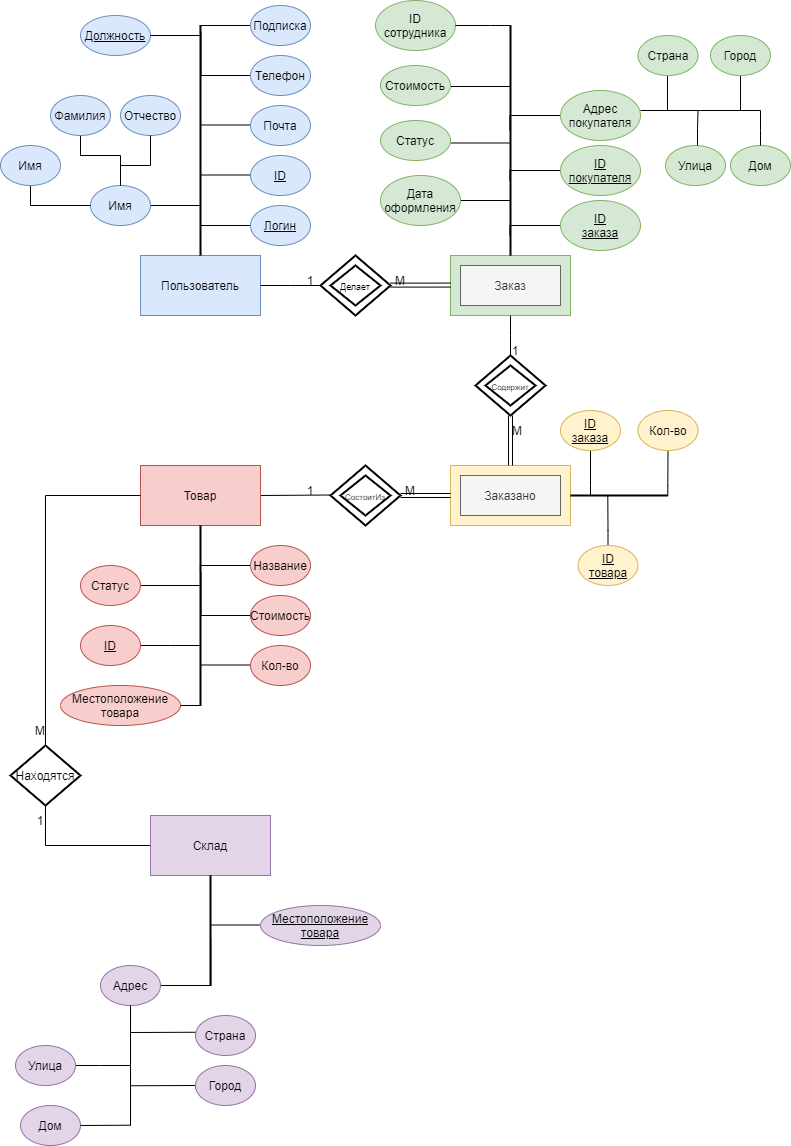 Должность
Подписка
Телефон
Фамилия
Отчество
Почта
Имя
Имя
ID
Логин
Пользователь
1
Делает
М
ID
сотрудника
Стоимость
Статус
Дата
оформления
Страна
Город
Адрес
покупателя
Улица
Дом
ID
покупателя
ID
заказа
Заказ
1
Содержит
М
ID
заказа
Кол-во
Товар
1
СостоитИз
М
Заказано
ID
товара
Название
Статус
Стоимость
ID
Кол-во
Местоположение
товара
М
Находятся
1
Склад
Местоположение
товара
Адрес
Страна
Улица
Город
Дом